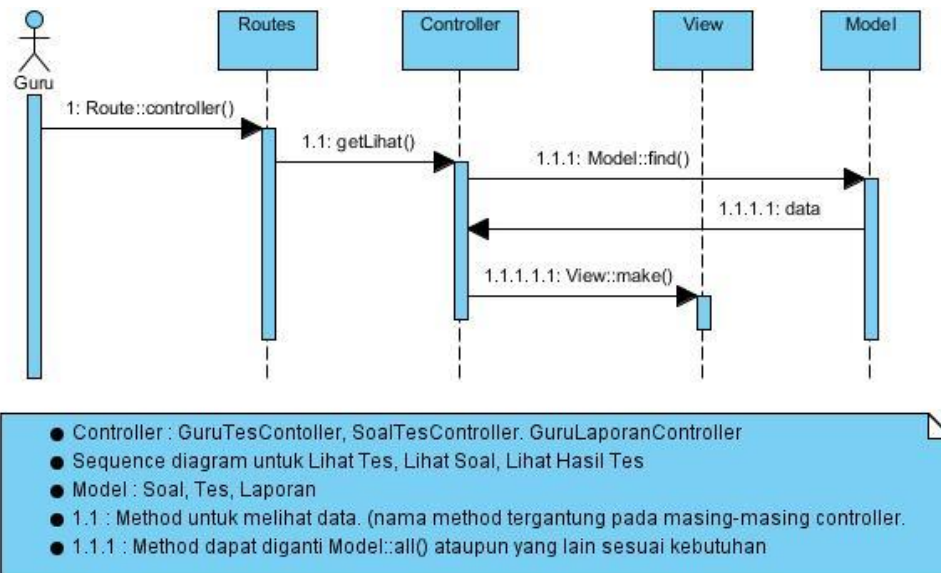 Routes
Controller
View
Model
Guru
1: Route::controller()
1.1: getLihat()
1.1.1: Model::find()
1.1.1.1: data
1.1.1.1.1: View::make()
● Controller : GuruTesContoller, SoalTesController. GuruLaporanController
● Sequence diagram untuk Lihat Tes, Lihat Soal, Lihat Hasil Tes
● Model : Soal, Tes, Laporan
● 1.1 : Method untuk melihat data. (nama method tergantung pada masing-masing controller.
● 1.1.1 : Method dapat diganti Model::all() ataupun yang lain sesuai kebutuhan